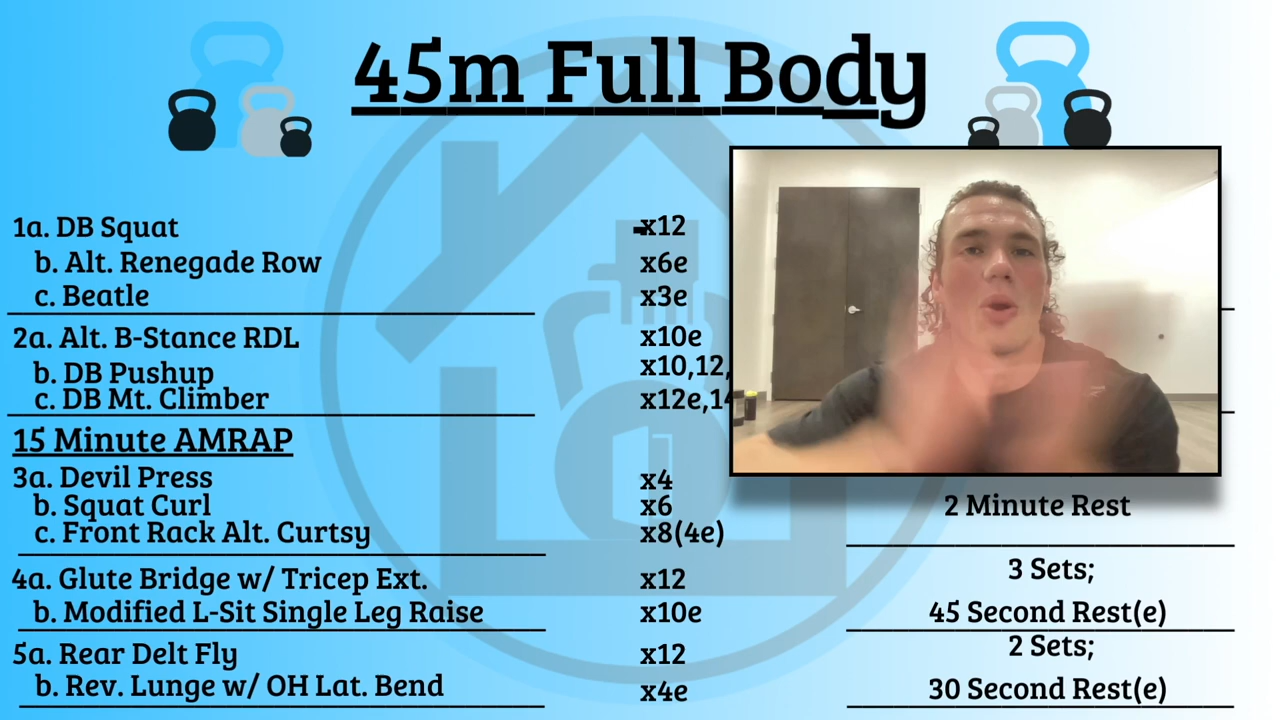 45m Full Body
1a. DB Squat x12
b. Alt. Renegade Row x6e
c. Beatle x3e
2a. Alt. B-Stance RDL x10e
b. DB Pushup x10,12,
c. DB Mt. Climber x12e,14
15 Minute AMRAP
3a. Devil Press x4
b. Squat Curl x6 2 Minute Rest
c. Front Rack Alt. Curtsy x8(4e)
3 Sets;
4a. Glute Bridge w/ Tricep Ext. x12
b. Modified L-Sit Single Leg Raise x10e 45 Second Rest(e)
2 Sets;
5a. Rear Delt Fly x12
b. Rev. Lunge w/ OH Lat. Bend x4e 30 Second Rest(e)